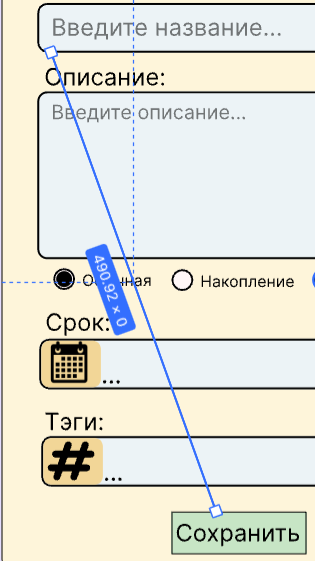 Введите название...
Описание:
Введите описание...
Накопление
490.92 × 0
Срок:
...
Тэги:
#...
Сохранить